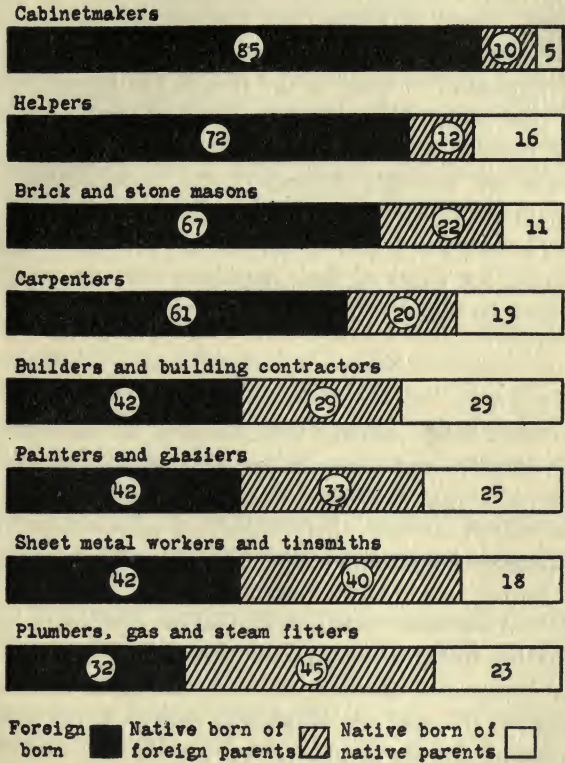 Cabinetmakers
85 10 5
Helpers
72 12 16
Brick and stone masons
67 22 11
Carpenters
61 20 19
Builders and building contractors
42 29 29
Painters and glaziers
42 33 25
Sheet metal workers and tinsmiths
42 40 18
Plumbers, gas and steam fitters
32 45 23
Foreign Native born of Native born of
born foreign parents native parents